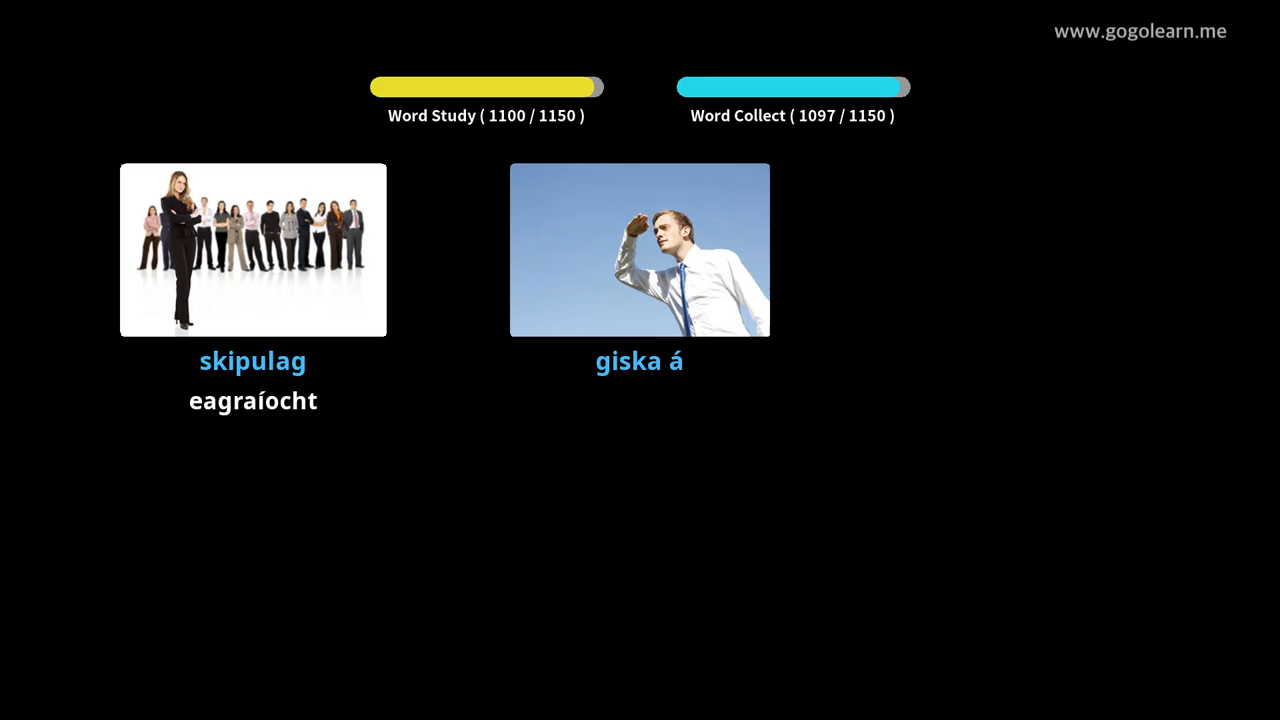 www.gogolearn.me
Word Study ( 1100 / 1150 )
Word Collect ( 1097 / 1150 )
skipulag
eagraíocht
giska á